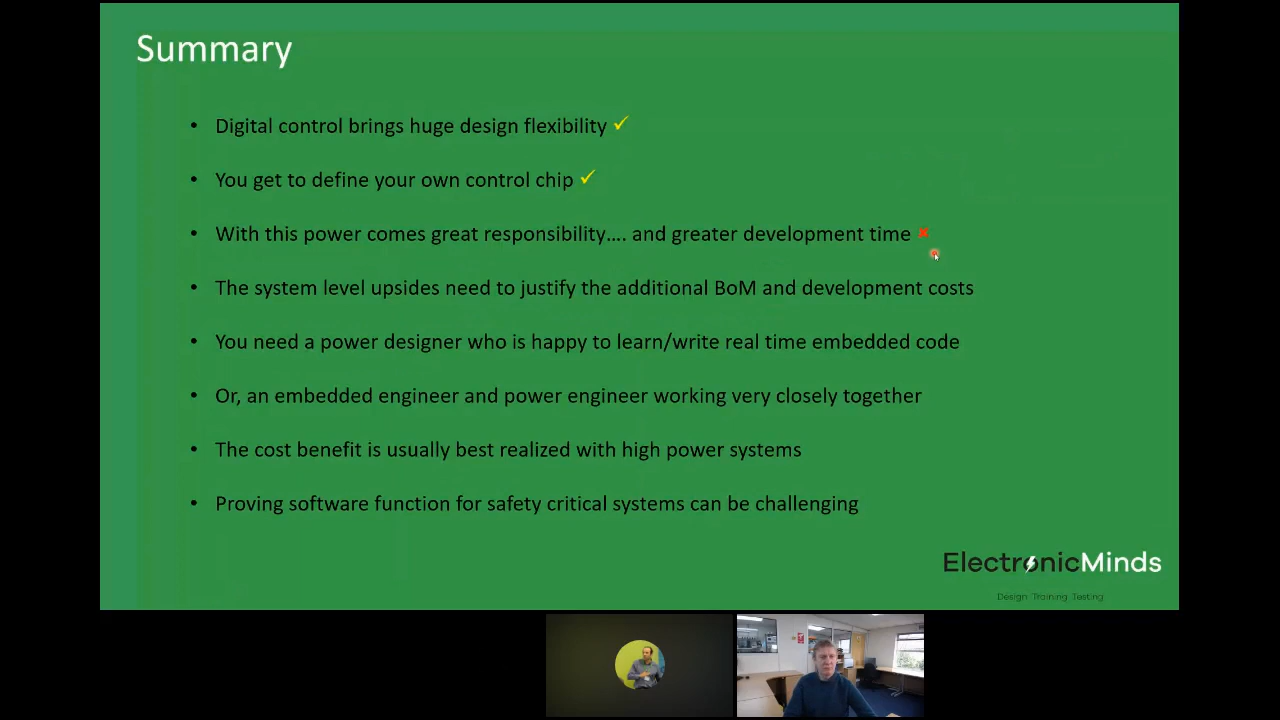 Summary
• Digital control brings huge design flexibility ✓
• You get to define your own control chip ✓
• With this power comes great responsibility…. and greater development time ✘
• The system level upsides need to justify the additional BoM and development costs
• You need a power designer who is happy to learn/write real time embedded code
• Or, an embedded engineer and power engineer working very closely together
• The cost benefit is usually best realized with high power systems
• Proving software function for safety critical systems can be challenging
ElectronicMinds
Design Training Testing